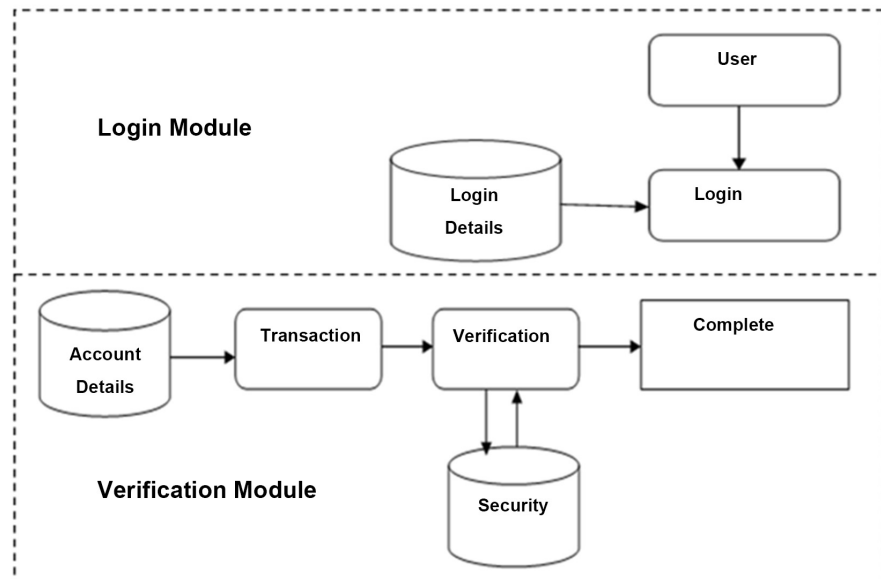 User
Login Module
Login
Details
Login
Account
Details
Transaction
Verification
Complete
Verification Module
Security